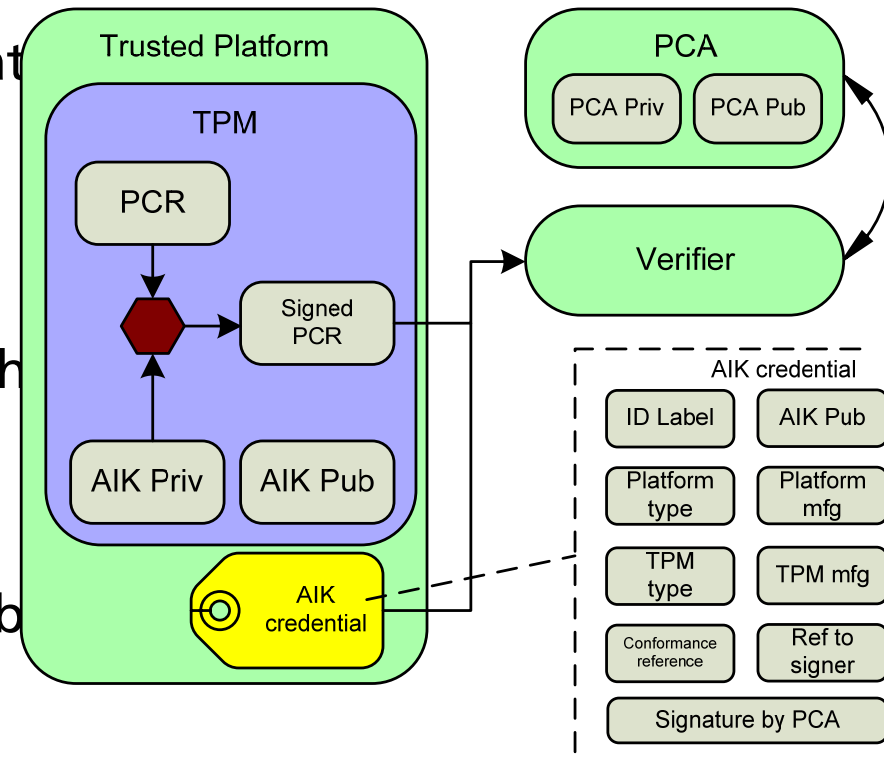 Trusted Platform
TPM
PCR
Signed
PCR
AIK Priv
AIK Pub
AIK
credential
PCA
PCA Priv
PCA Pub
Verifier
AIK credential
ID Label
AIK Pub
Platform
type
Platform
mfg
TPM
type
TPM mfg
Conformance
reference
Ref to
signer
Signature by PCA